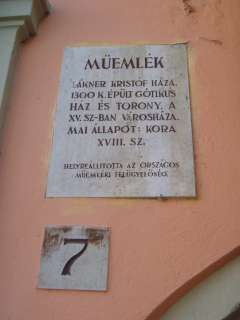 MŰEMLÉK
LÁKNER KRISTÓF HÁZA.
1300 K. ÉPÜLT GÓTIKUS
HÁZ ÉS TORONY, A
XV. SZ-BAN VÁROSHÁZA.
MAI ÁLLAPOT: KORA
XVIII. SZ.
HELYREÁLLÍTOTTA AZ ORSZÁGOS
MŰEMLÉKI FELÜGYELŐSÉG.
7